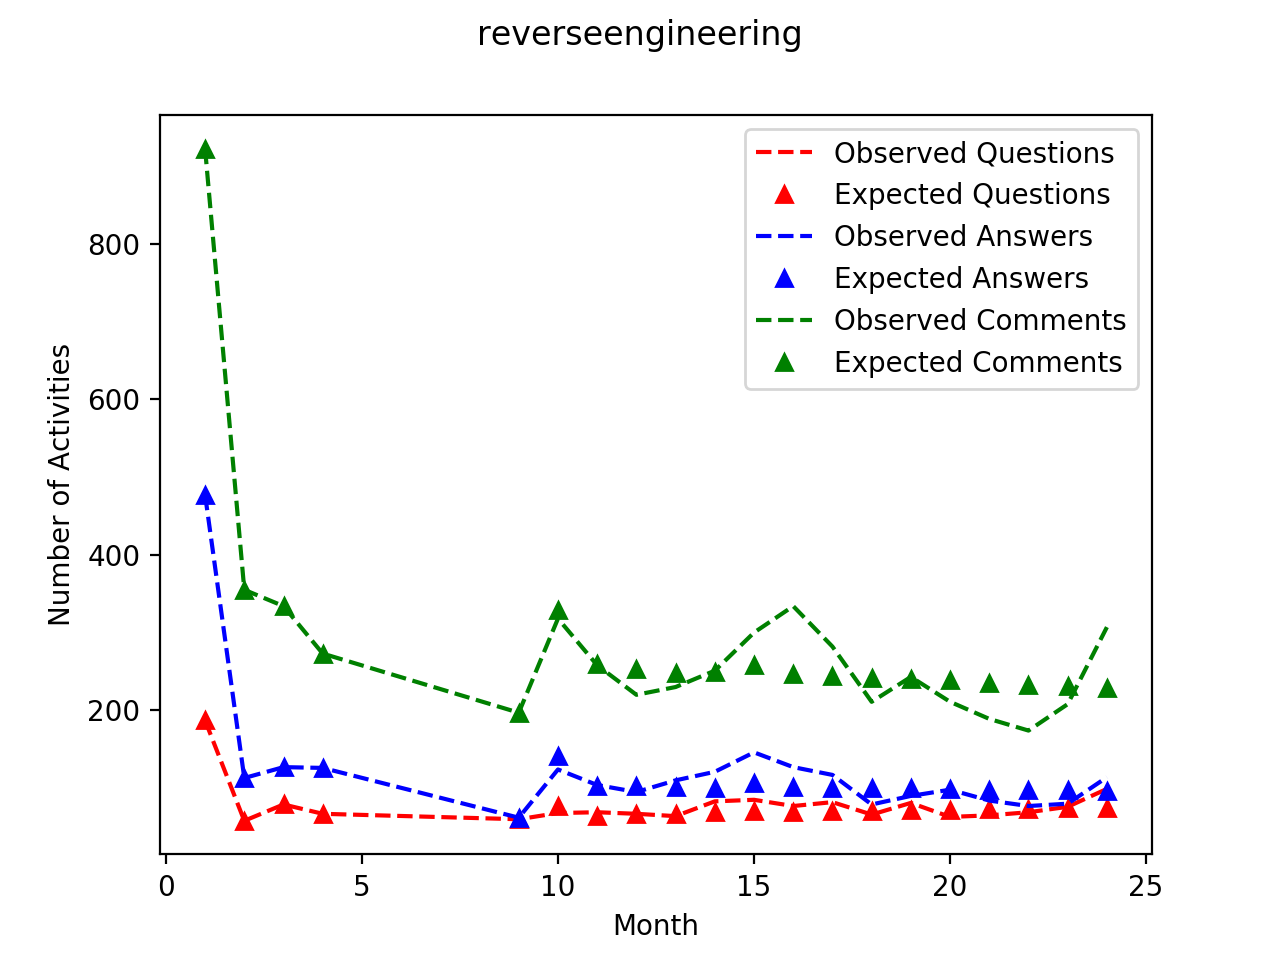 reverseengineering
Observed Questions
Expected Questions
Observed Answers
Expected Answers
Observed Comments
Expected Comments
Number of Activities
800
600
400
200
0
5
10
15
20
25
Month